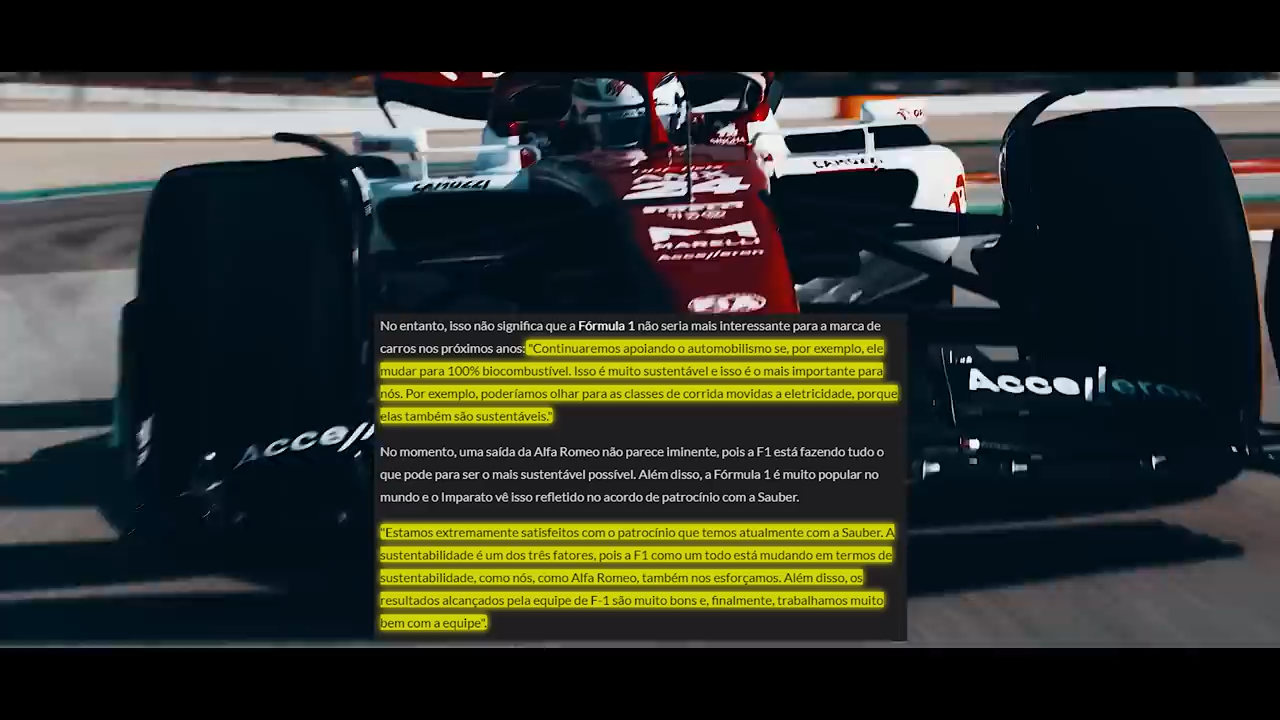 CAMOZZI
CAMOZZI
24
PIRELLI
MARELLI
Accelleron
FIA
Accelleron
No entanto, isso não significa que a Fórmula 1 não seria mais interessante para a marca de
carros nos próximos anos: "Continuaremos apoiando o automobilismo se, por exemplo, ele
mudar para 100% biocombustível. Isso é muito sustentável e isso é o mais importante para
nós. Por exemplo, poderíamos olhar para as classes de corrida movidas a eletricidade, porque
elas também são sustentáveis."
No momento, uma saída da Alfa Romeo não parece iminente, pois a F1 está fazendo tudo o
que pode para ser o mais sustentável possível. Além disso, a Fórmula 1 é muito popular no
mundo e o Imparato vê isso refletido no acordo de patrocínio com a Sauber.
"Estamos extremamente satisfeitos com o patrocínio que temos atualmente com a Sauber. A
sustentabilidade é um dos três fatores, pois a F1 como um todo está mudando em termos de
sustentabilidade, como nós, como Alfa Romeo, também nos esforçamos. Além disso, os
resultados alcançados pela equipe de F-1 são muito bons e, finalmente, trabalhamos muito
bem com a equipe".